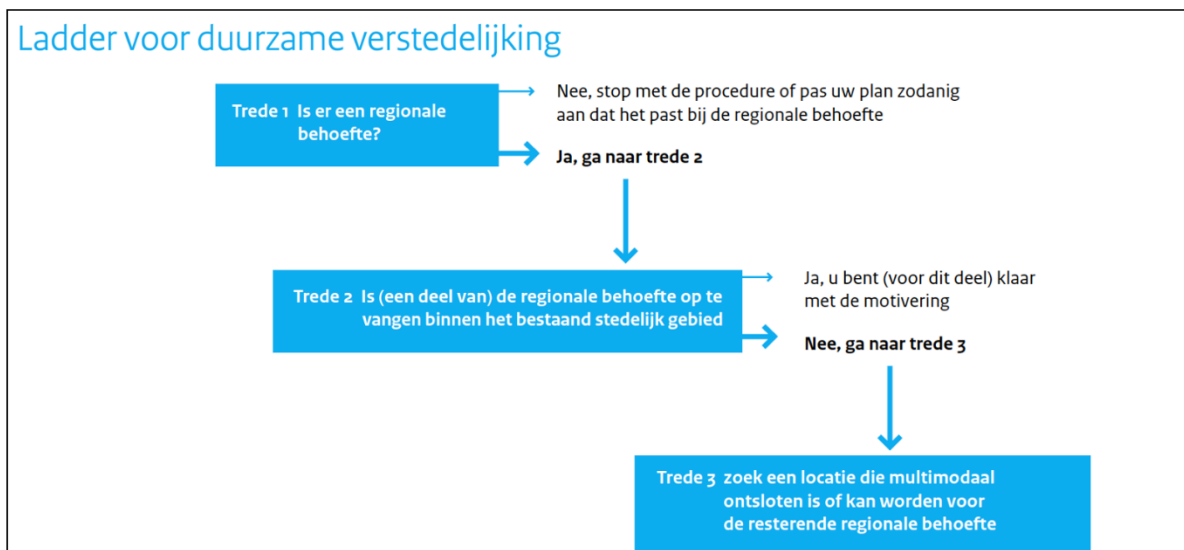 Ladder voor duurzame verstedelijking
Trede 1 Is er een regionale
behoefte?
Nee, stop met de procedure of pas uw plan zodanig
aan dat het past bij de regionale behoefte
Ja, ga naar trede 2
Trede 2 Is (een deel van) de regionale behoefte op te
vangen binnen het bestaand stedelijk gebied
Ja, u bent (voor dit deel) klaar
met de motivering
Nee, ga naar trede 3
Trede 3 zoek een locatie die multimodaal
ontsloten is of kan worden voor
de resterende regionale behoefte